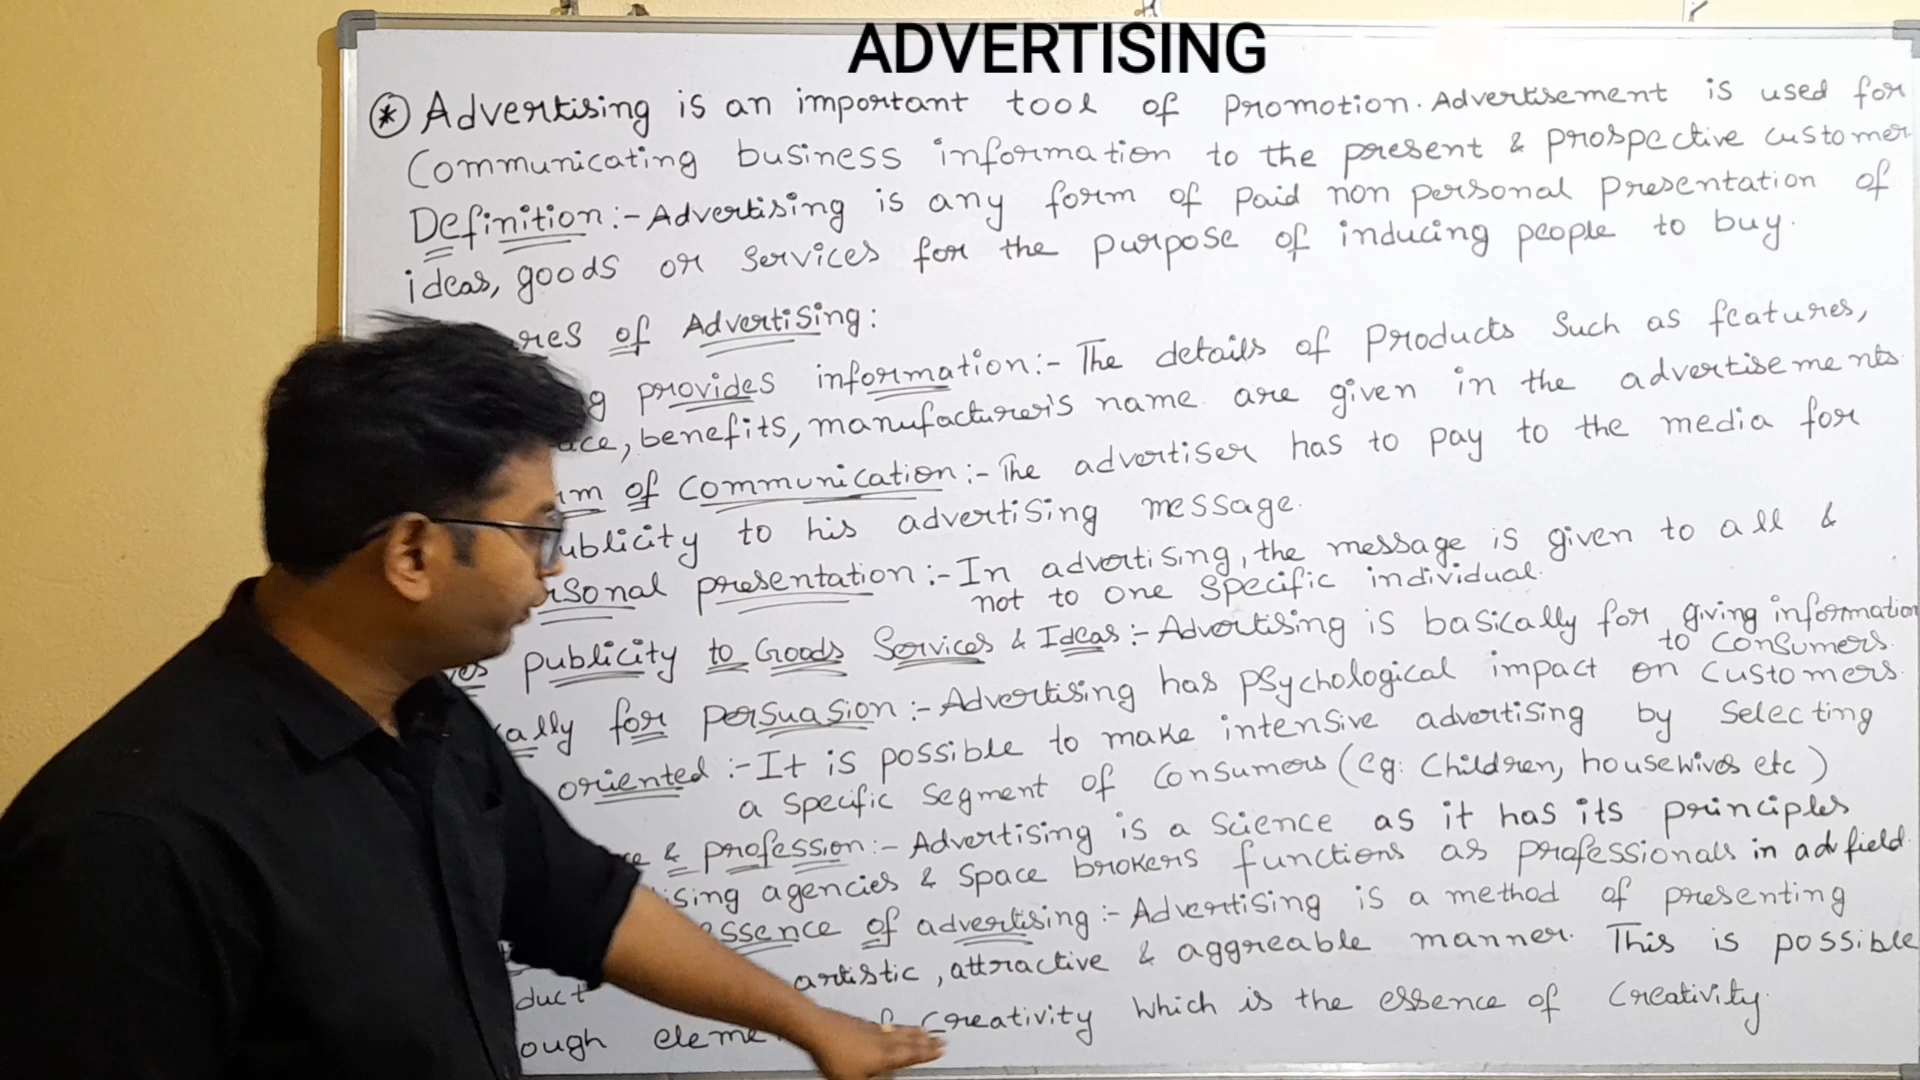 ADVERTISING
* Advertising is an important tool of promotion. Advertisement is used for
Communicating business information to the present & prospective customer
Definition:- Advertising is any form of paid non personal presentation of
ideas, goods or services for the purpose of inducing people to buy.
of Advertising:
provides information:- The details of products such as features,
benefits, manufacturer's name are given in the advertisements
of communication:- The advertiser has to pay to the media for
to his advertising message.
presentation:- In advertising, the message is given to all &
not to one specific individual.
publicity to Goods Services & Ideas:- Advertising is basically for giving information
to consumers.
for persuasion:- Advertising has psychological impact on customers.
oriented:- It is possible to make intensive advertising by selecting
a specific segment of consumers (eg: children, housewives etc)
& profession:- Advertising is a science as it has its principles
agencies & space brokers functions as professionals in adv field.
of advertising:- Advertising is a method of presenting
artistic, attractive & aggreable manner. This is possible
creativity which is the essence of creativity.